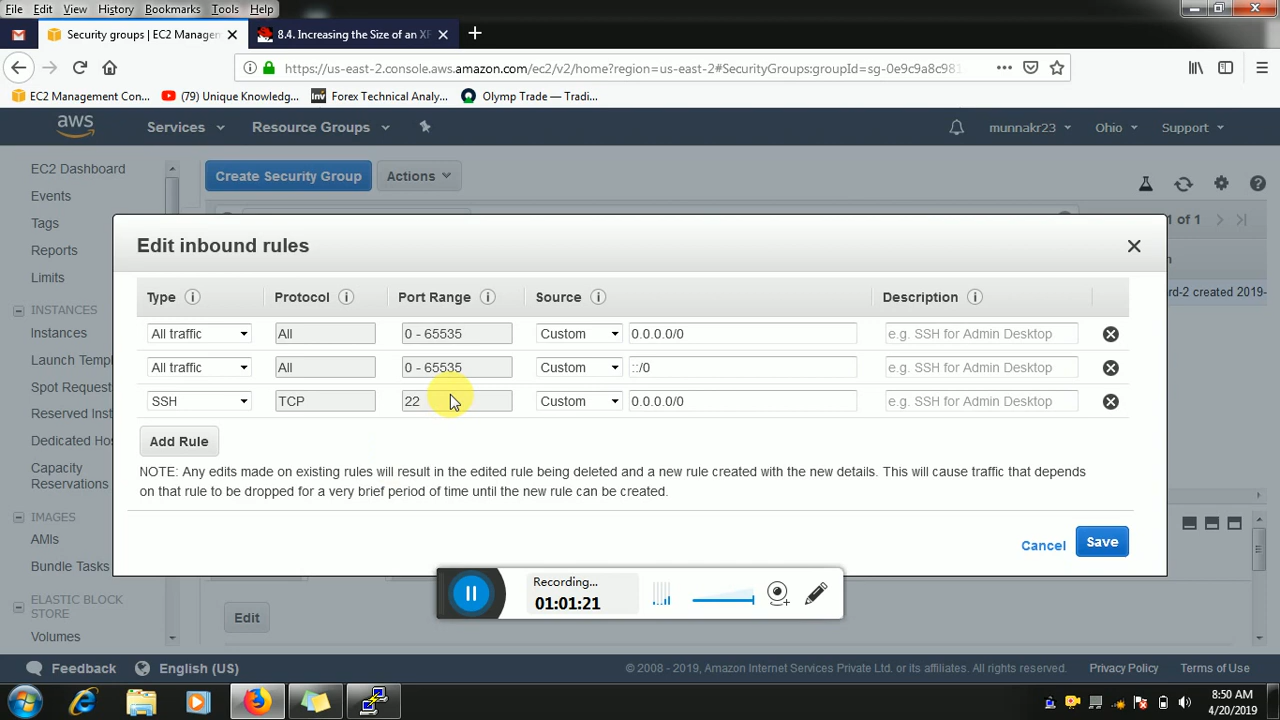 File Edit View History Bookmarks Tools Help
Security groups | EC2 Managem
8.4. Increasing the Size of an XF
https://us-east-2.console.aws.amazon.com/ec2/v2/home?region=us-east-2#SecurityGroups:groupId=sg-0e9c9a8c981
EC2 Management Con... (79) Unique Knowledg... Forex Technical Analy... Olymp Trade — Tradi...
aws Services Resource Groups munnakr23 Ohio Support
EC2 Dashboard
Events
Tags
Reports
Limits
INSTANCES
Instances
Launch Temp
Spot Request
Reserved Inst
Dedicated Ho
Capacity
Reservations
IMAGES
AMIs
Bundle Tasks
ELASTIC BLOCK
STORE
Volumes
Create Security Group Actions
1 of 1
rd-2 created 2019-
Edit inbound rules
Type Protocol Port Range Source Description
All traffic All 0 - 65535 Custom 0.0.0.0/0 e.g. SSH for Admin Desktop
All traffic All 0 - 65535 Custom ::/0 e.g. SSH for Admin Desktop
SSH TCP 22 Custom 0.0.0.0/0 e.g. SSH for Admin Desktop
Add Rule
NOTE: Any edits made on existing rules will result in the edited rule being deleted and a new rule created with the new details. This will cause traffic that depends
on that rule to be dropped for a very brief period of time until the new rule can be created.
Cancel Save
Recording...
01:01:21
Edit
Feedback English (US) © 2008 - 2019, Amazon Internet Services Private Ltd. or its affiliates. All rights reserved. Privacy Policy Terms of Use
8:50 AM
4/20/2019